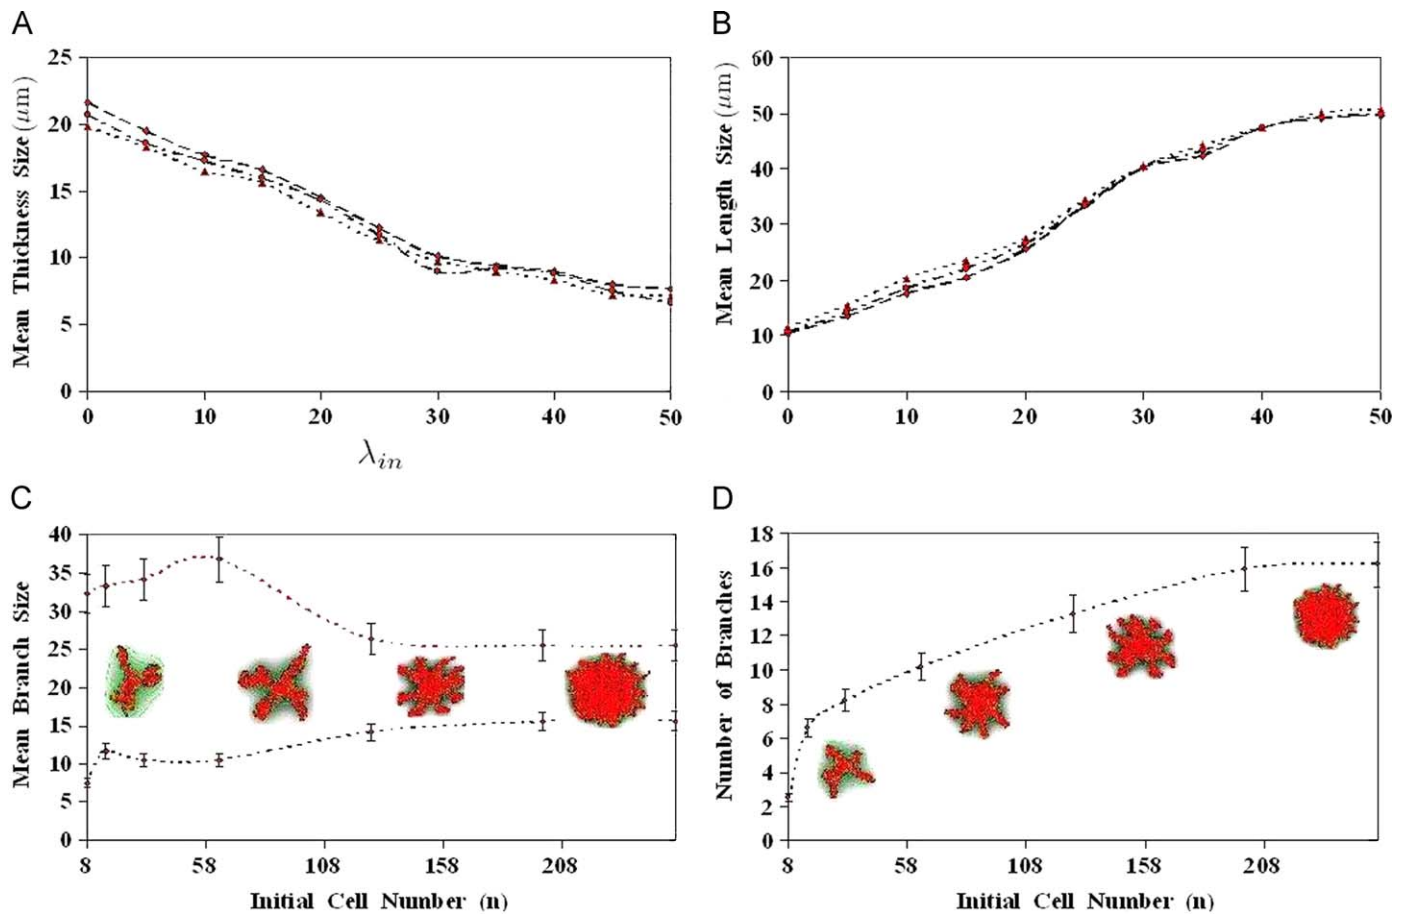 A
Mean Thickness Size (μm)
25
20
15
10
5
0
0 10 20 30 40 50
λin
B
Mean Length Size (μm)
60
50
40
30
20
10
0
0 10 20 30 40 50
C
Mean Branch Size
40
35
30
25
20
15
10
5
0
8 58 108 158 208
Initial Cell Number (n)
D
Number of Branches
18
16
14
12
10
8
6
4
2
0
8 58 108 158 208
Initial Cell Number (n)